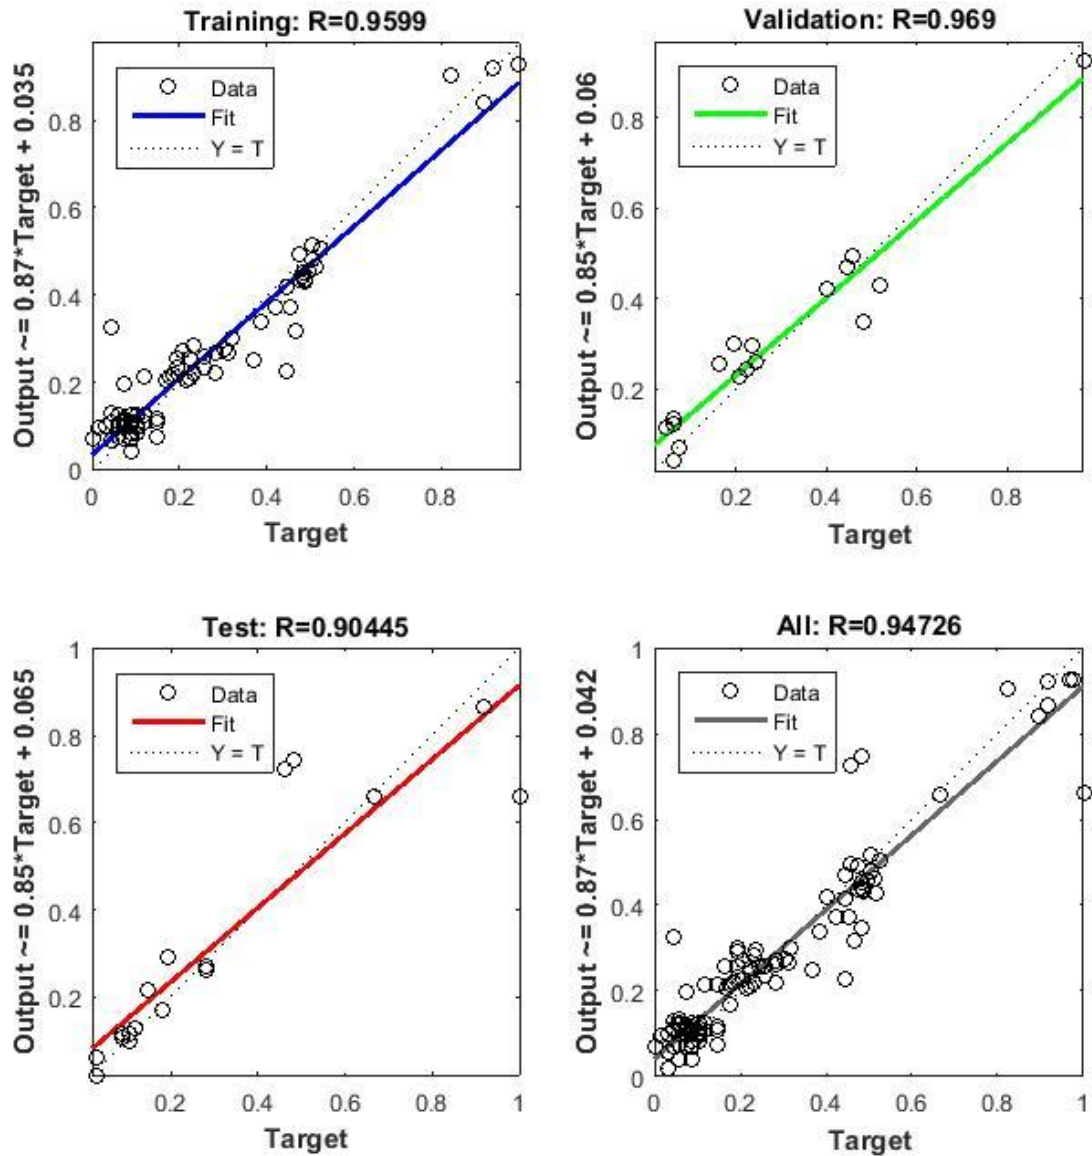 Training: R=0.9599
Output ~= 0.87*Target + 0.035
Data
Fit
Y = T
0.8
0.6
0.4
0.2
0
0
0.2
0.4
0.6
0.8
Target
Validation: R=0.969
Output ~= 0.85*Target + 0.06
Data
Fit
Y = T
0.8
0.6
0.4
0.2
0.2
0.4
0.6
0.8
Target
Test: R=0.90445
Output ~= 0.85*Target + 0.065
Data
Fit
Y = T
1
0.8
0.6
0.4
0.2
0.2
0.4
0.6
0.8
1
Target
All: R=0.94726
Output ~= 0.87*Target + 0.042
Data
Fit
Y = T
1
0.8
0.6
0.4
0.2
0
0
0.2
0.4
0.6
0.8
1
Target